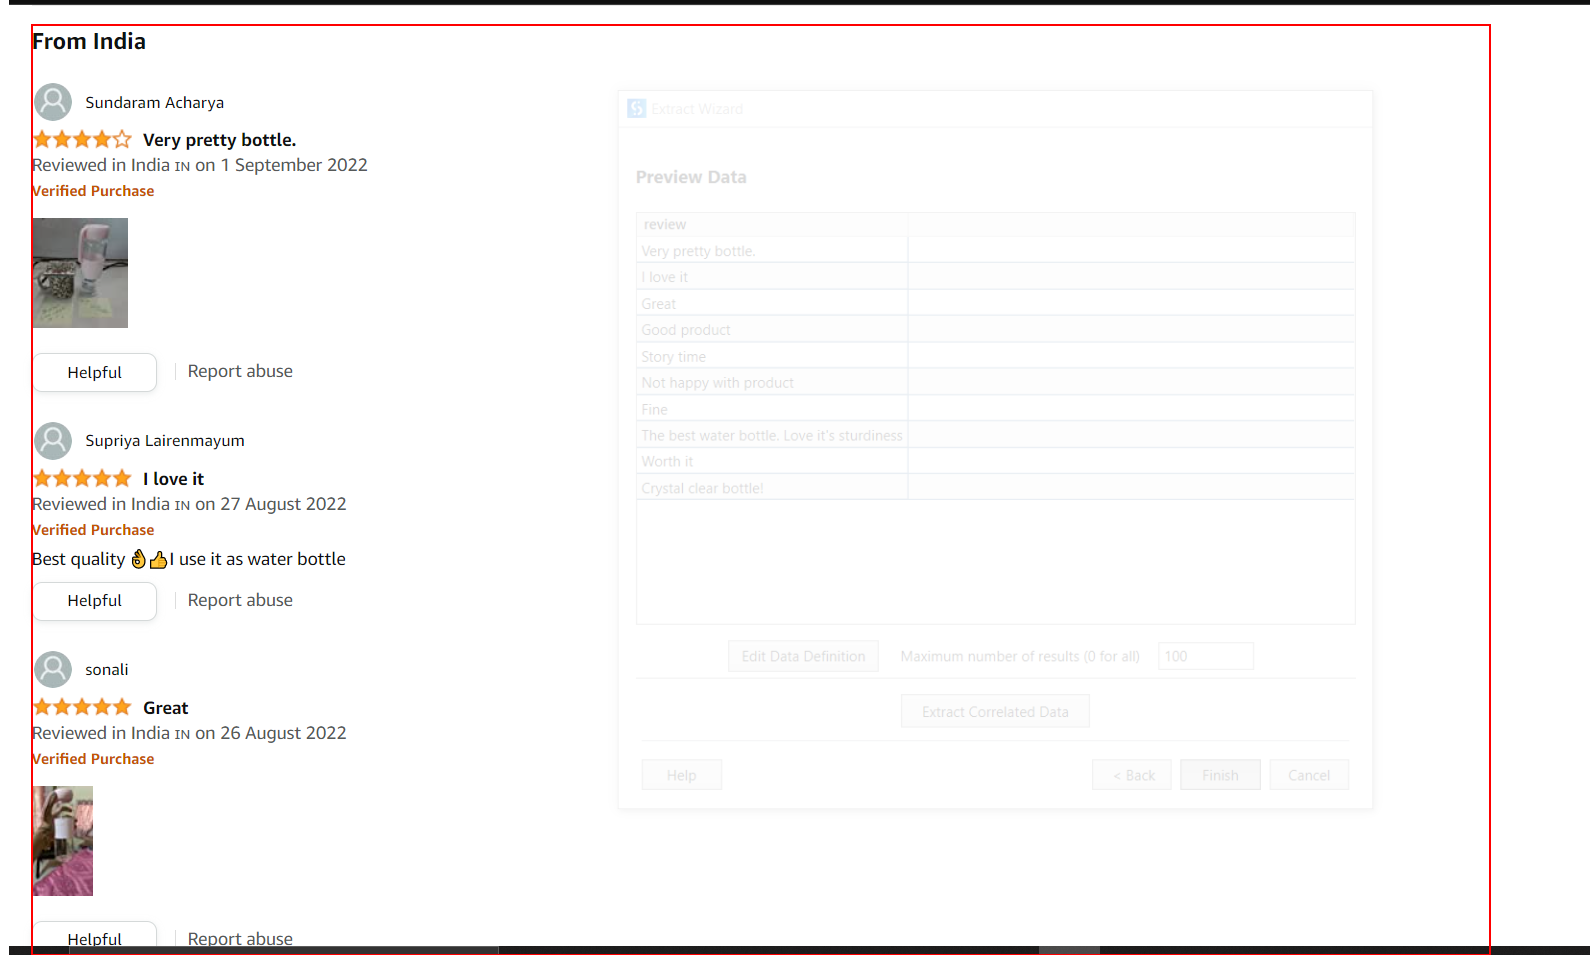 From India
Sundaram Acharya
Very pretty bottle.
Reviewed in India IN on 1 September 2022
Verified Purchase
Helpful
Report abuse
Supriya Lairenmayum
I love it
Reviewed in India IN on 27 August 2022
Verified Purchase
Best quality 👌👍I use it as water bottle
Helpful
Report abuse
sonali
Great
Reviewed in India IN on 26 August 2022
Verified Purchase
Helpful
Report abuse
Extract Wizard
Preview Data
review
Very pretty bottle.
I love it
Great
Good product
Story time
Not happy with product
Fine
The best water bottle. Love it's sturdiness
Worth it
Crystal clear bottle!
Edit Data Definition
Maximum number of results (0 for all)
100
Extract Correlated Data
Help
< Back
Finish
Cancel